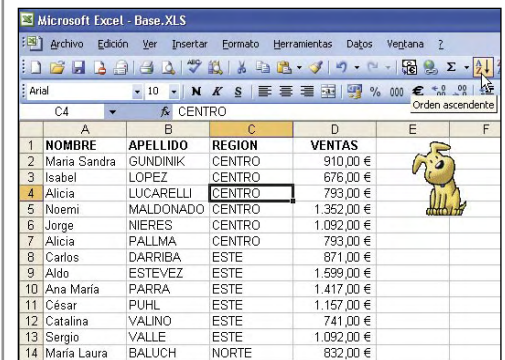 Microsoft Excel - Base.XLS
Archivo Edición Ver Insertar Formato Herramientas Datos Ventana ?
Arial 10 N K S % 000 €
Orden ascendente
C4 fx CENTRO
A B C D E F
1 NOMBRE APELLIDO REGION VENTAS
2 Maria Sandra GUNDINIK CENTRO 910,00 €
3 Isabel LOPEZ CENTRO 676,00 €
4 Alicia LUCARELLI CENTRO 793,00 €
5 Noemi MALDONADO CENTRO 1.352,00 €
6 Jorge NIERES CENTRO 1.092,00 €
7 Alicia PALLMA CENTRO 793,00 €
8 Carlos DARRIBA ESTE 871,00 €
9 Aldo ESTEVEZ ESTE 1.599,00 €
10 Ana María PARRA ESTE 1.417,00 €
11 César PUHL ESTE 1.157,00 €
12 Catalina VALINO ESTE 741,00 €
13 Sergio VALLE ESTE 1.092,00 €
14 María Laura BALUCH NORTE 832,00 €